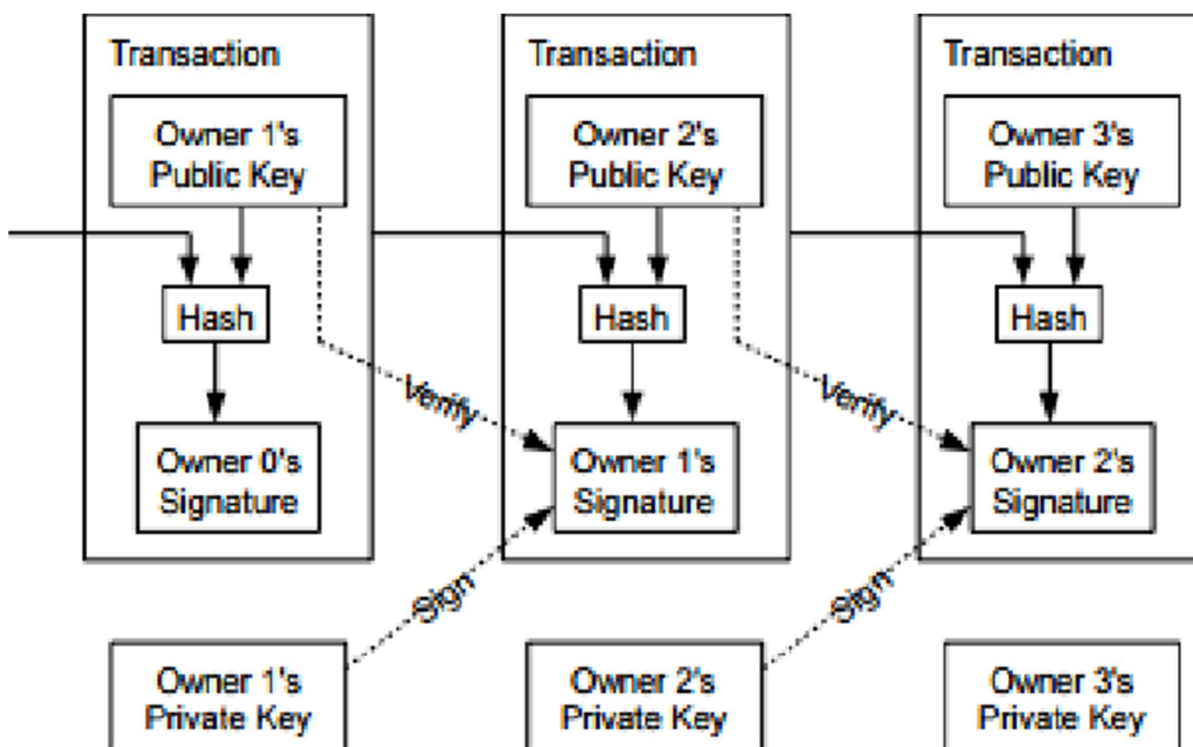 Transaction
Transaction
Transaction
Owner 1's
Public Key
Owner 2's
Public Key
Owner 3's
Public Key
Hash
Hash
Hash
Verify
Verify
Owner 0's
Signature
Owner 1's
Signature
Owner 2's
Signature
Sign
Sign
Owner 1's
Private Key
Owner 2's
Private Key
Owner 3's
Private Key